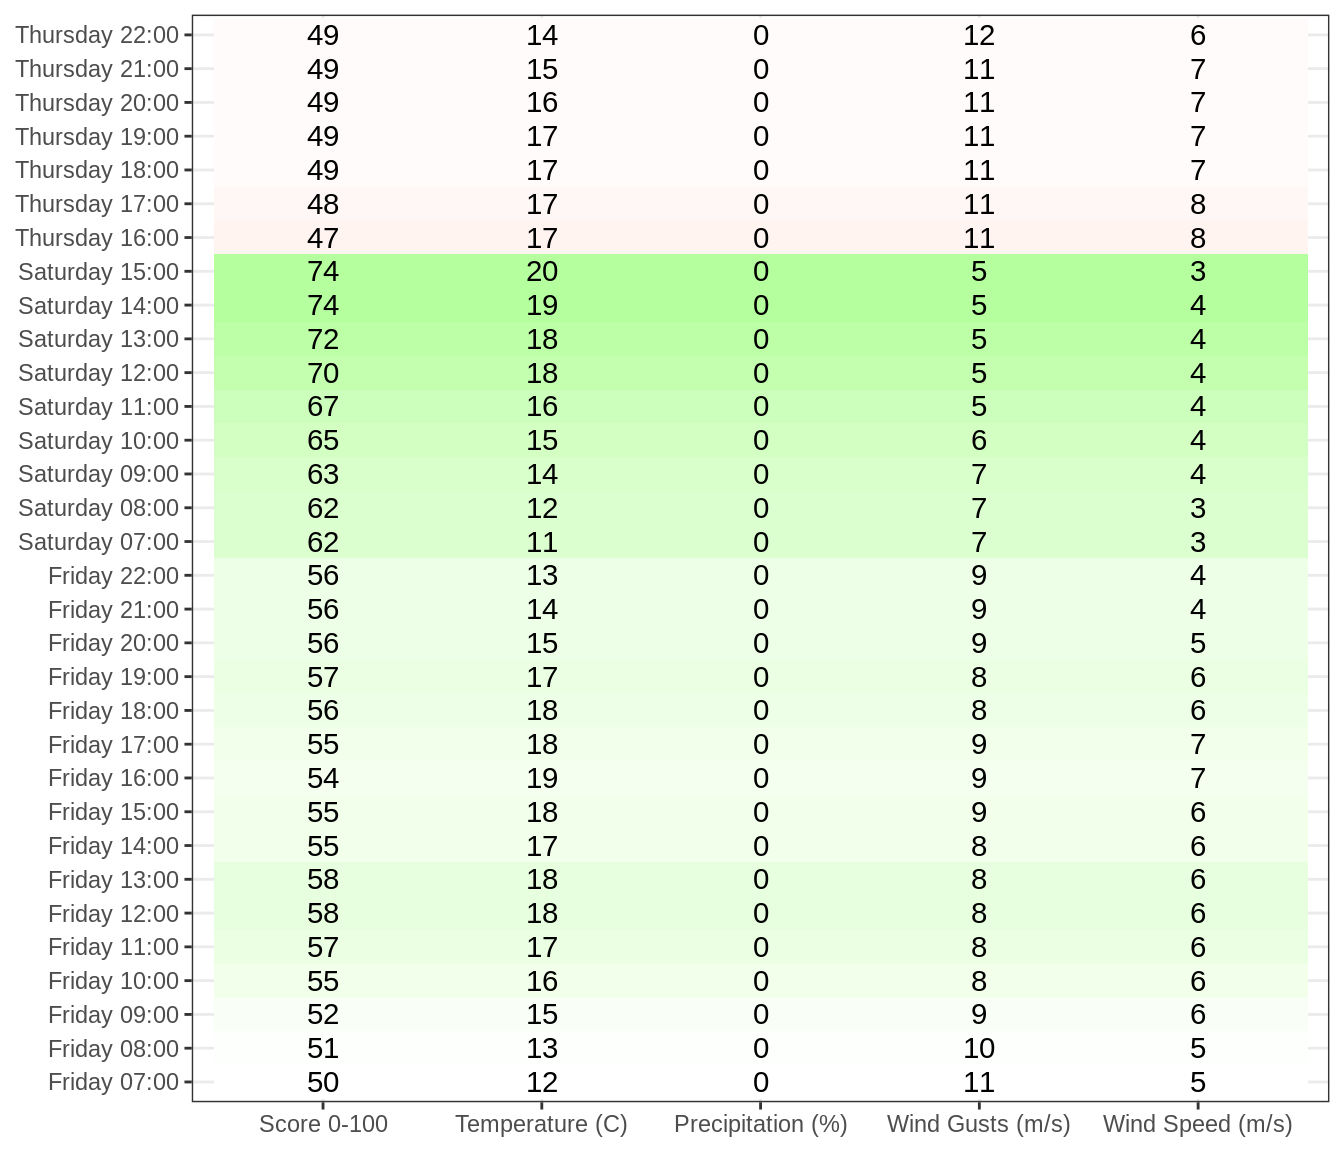 Thursday 22:00 49 14 0 12 6
Thursday 21:00 49 15 0 11 7
Thursday 20:00 49 16 0 11 7
Thursday 19:00 49 17 0 11 7
Thursday 18:00 49 17 0 11 7
Thursday 17:00 48 17 0 11 8
Thursday 16:00 47 17 0 11 8
Saturday 15:00 74 20 0 5 3
Saturday 14:00 74 19 0 5 4
Saturday 13:00 72 18 0 5 4
Saturday 12:00 70 18 0 5 4
Saturday 11:00 67 16 0 5 4
Saturday 10:00 65 15 0 6 4
Saturday 09:00 63 14 0 7 4
Saturday 08:00 62 12 0 7 3
Saturday 07:00 62 11 0 7 3
Friday 22:00 56 13 0 9 4
Friday 21:00 56 14 0 9 4
Friday 20:00 56 15 0 9 5
Friday 19:00 57 17 0 8 6
Friday 18:00 56 18 0 8 6
Friday 17:00 55 18 0 9 7
Friday 16:00 54 19 0 9 7
Friday 15:00 55 18 0 9 6
Friday 14:00 55 17 0 8 6
Friday 13:00 58 18 0 8 6
Friday 12:00 58 18 0 8 6
Friday 11:00 57 17 0 8 6
Friday 10:00 55 16 0 8 6
Friday 09:00 52 15 0 9 6
Friday 08:00 51 13 0 10 5
Friday 07:00 50 12 0 11 5
Score 0-100 Temperature (C) Precipitation (%) Wind Gusts (m/s) Wind Speed (m/s)